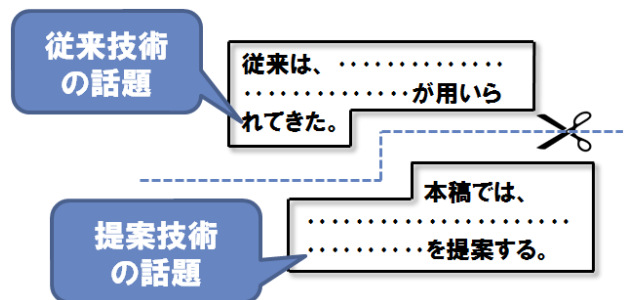 従来技術
の話題
従来は、・・・・・・・・・・・・・・
・・・・・・・・・・・・・・が用いら
れてきた。
本稿では、
・・・・・・・・・・・・・・・・・・・・・・
・・・・・・・・・・を提案する。
提案技術
の話題